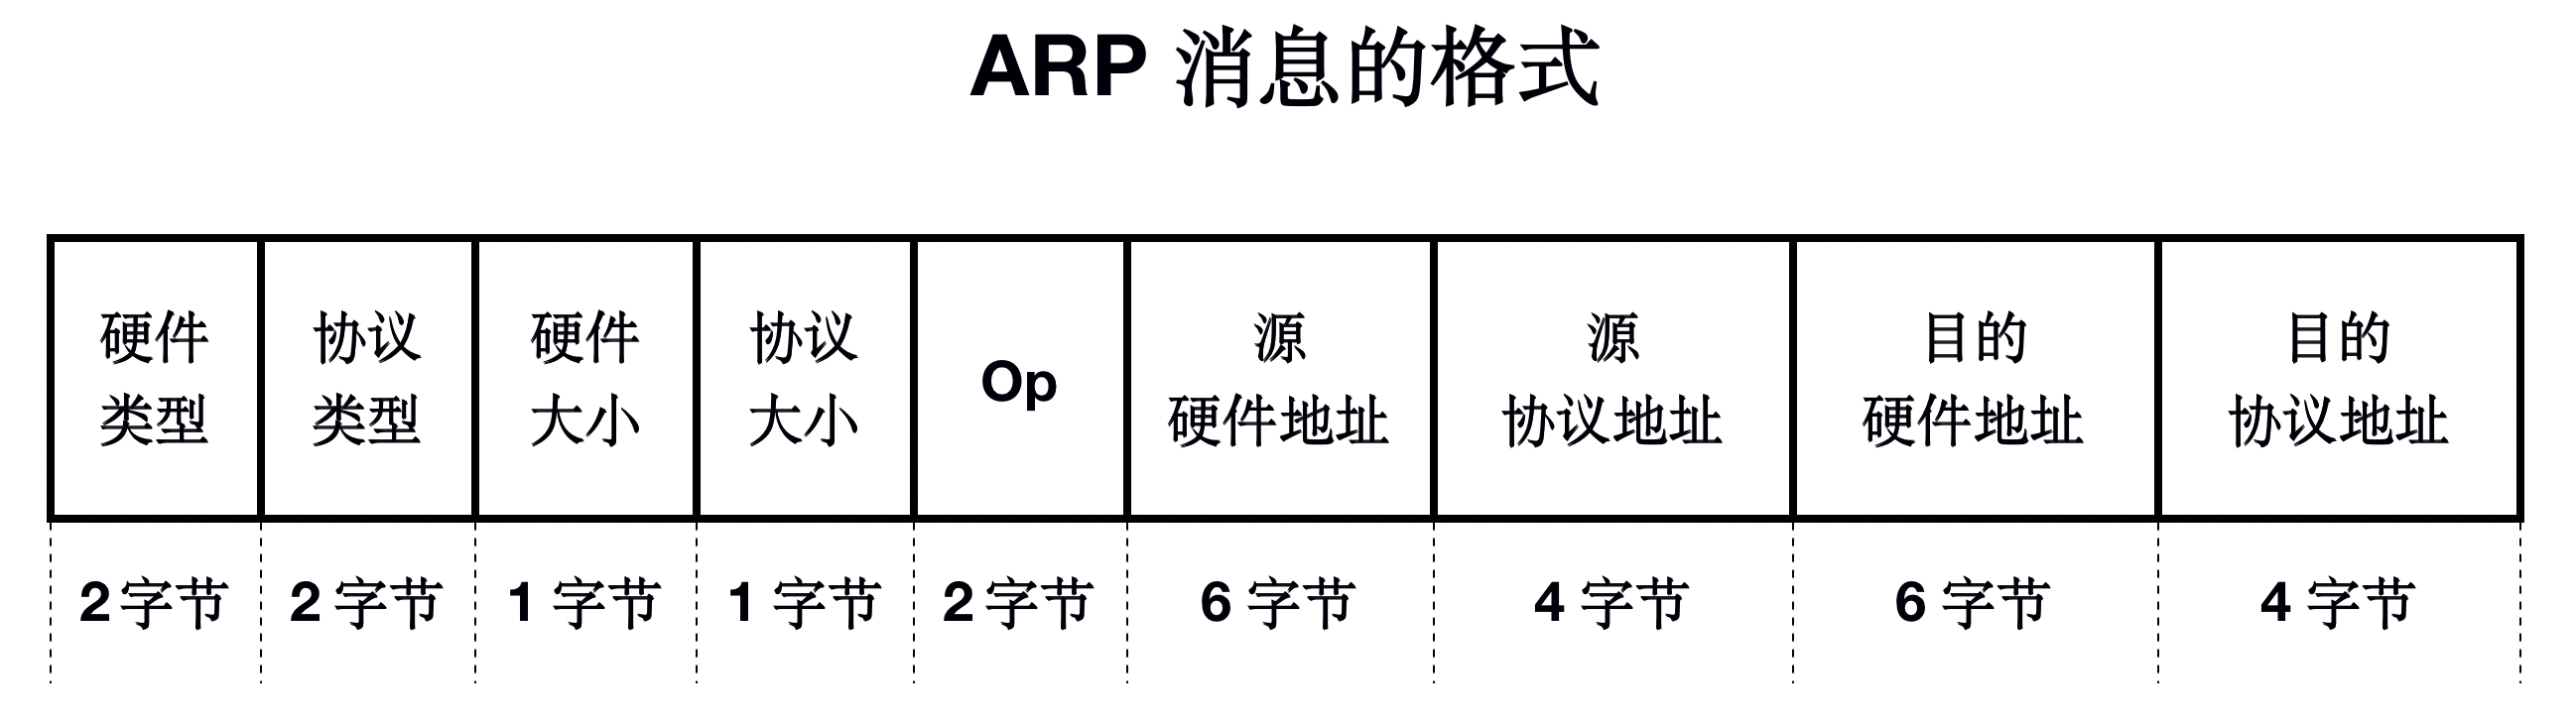 ARP 消息的格式
硬件
类型
协议
类型
硬件
大小
协议
大小
Op
源
硬件地址
源
协议地址
目的
硬件地址
目的
协议地址
2 字节
2 字节
1 字节
1 字节
2 字节
6 字节
4 字节
6 字节
4 字节